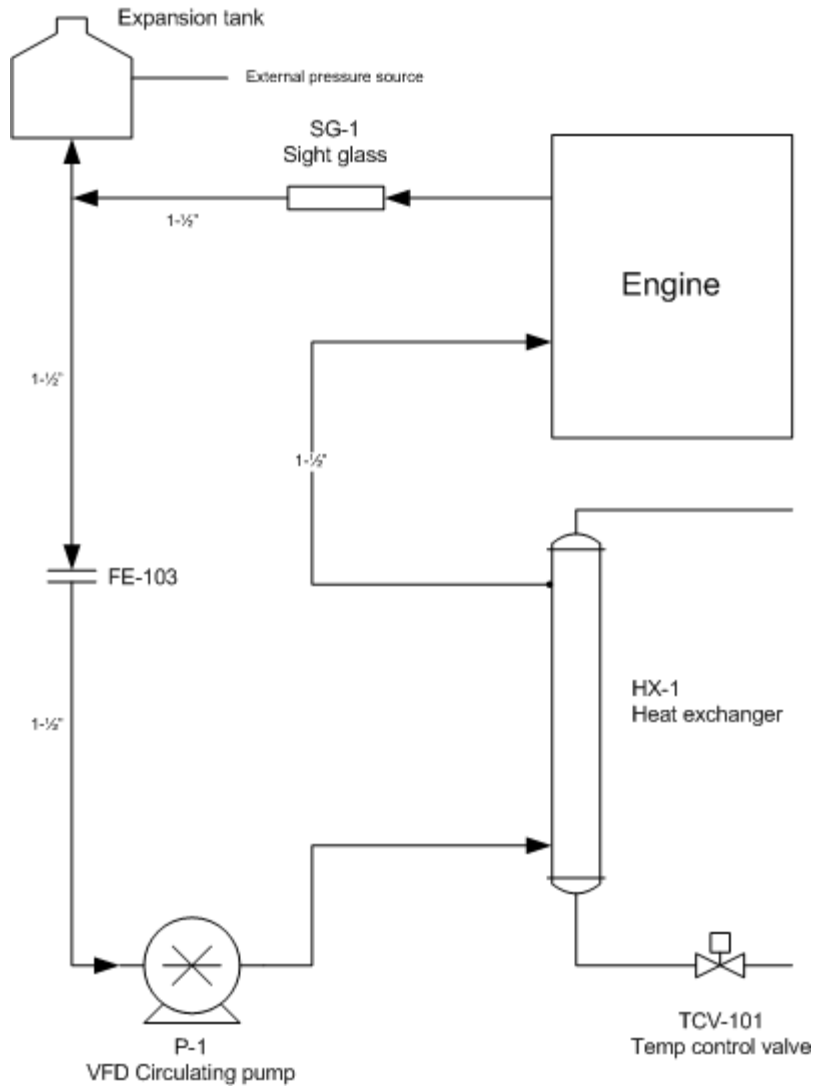 Expansion tank
External pressure source
SG-1
Sight glass
1-½"
Engine
1-½"
1-½"
FE-103
HX-1
Heat exchanger
1-½"
TCV-101
Temp control valve
P-1
VFD Circulating pump